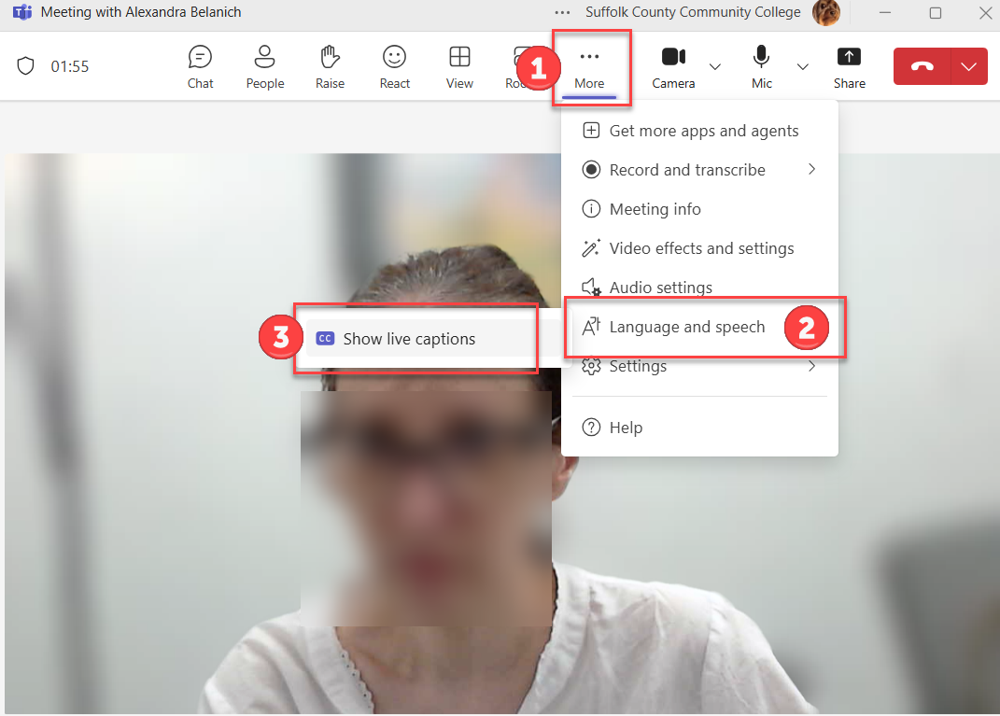 Meeting with Alexandra Belanich
Suffolk County Community College
01:55
Chat
People
Raise
React
View
1
More
Camera
Mic
Share
Get more apps and agents
Record and transcribe
Meeting info
Video effects and settings
Audio settings
Language and speech
2
3
CC
Show live captions
Settings
Help